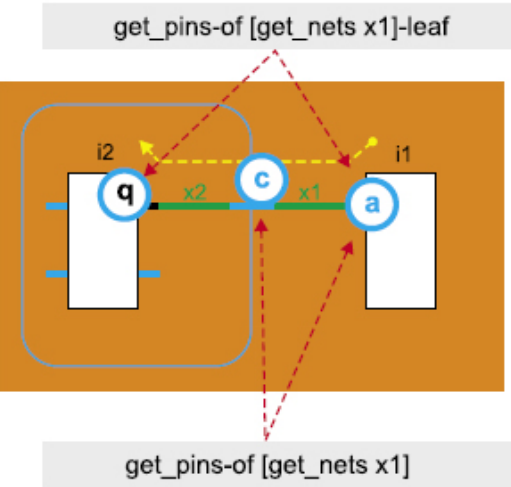 get_pins-of [get_nets x1]-leaf
i2
i1
q
x2
c
x1
a
get_pins-of [get_nets x1]